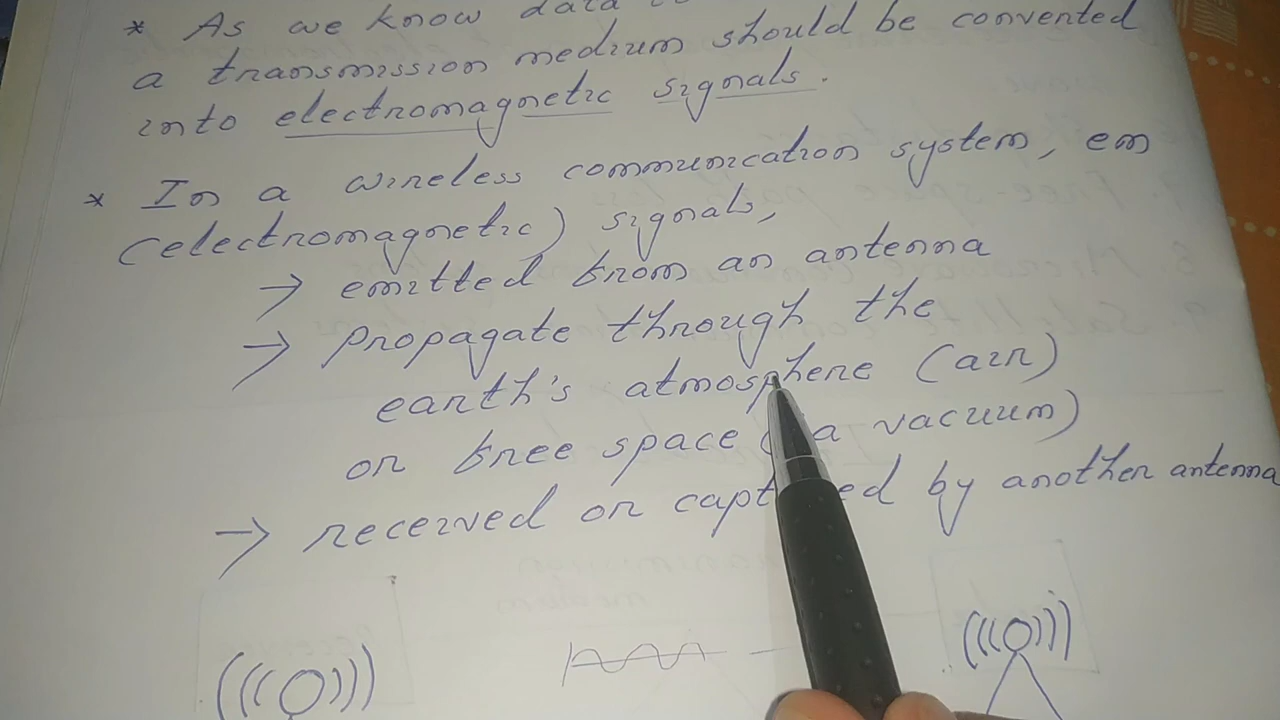 * As we know data
a transmission medium should be converted
into electromagnetic signals.
* In a wireless communication system, em
(electromagnetic) signals,
→ emitted from an antenna
→ propagate through the
earth's atmosphere (air)
or free space (a vacuum)
→ received or captured by another antenna